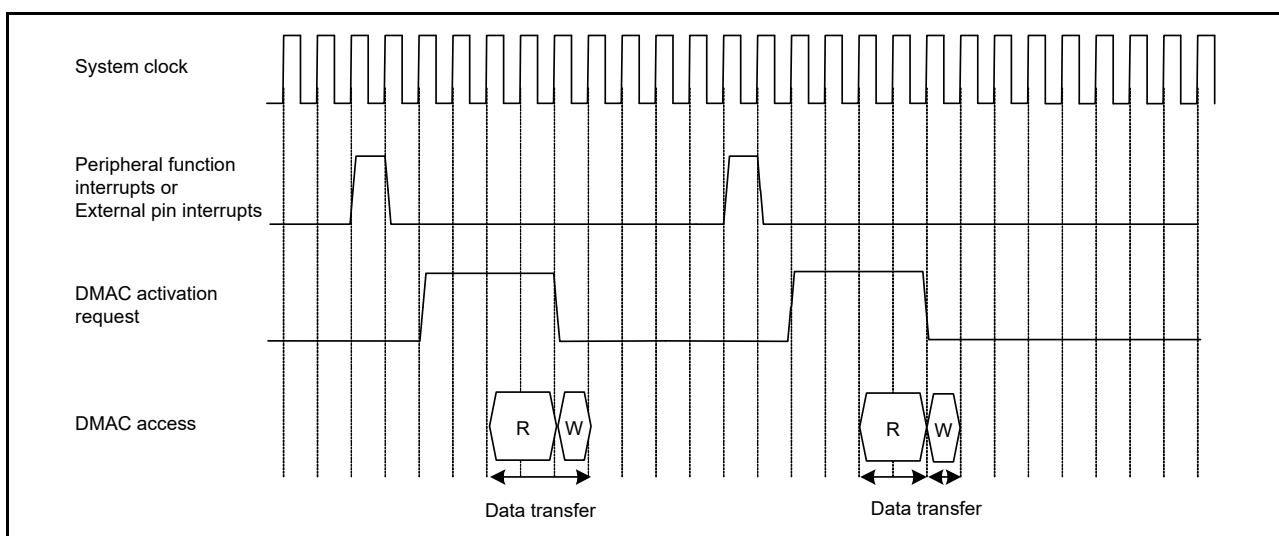 System clock
Peripheral function
interrupts or
External pin interrupts
DMAC activation
request
DMAC access
R
W
R
W
Data transfer
Data transfer